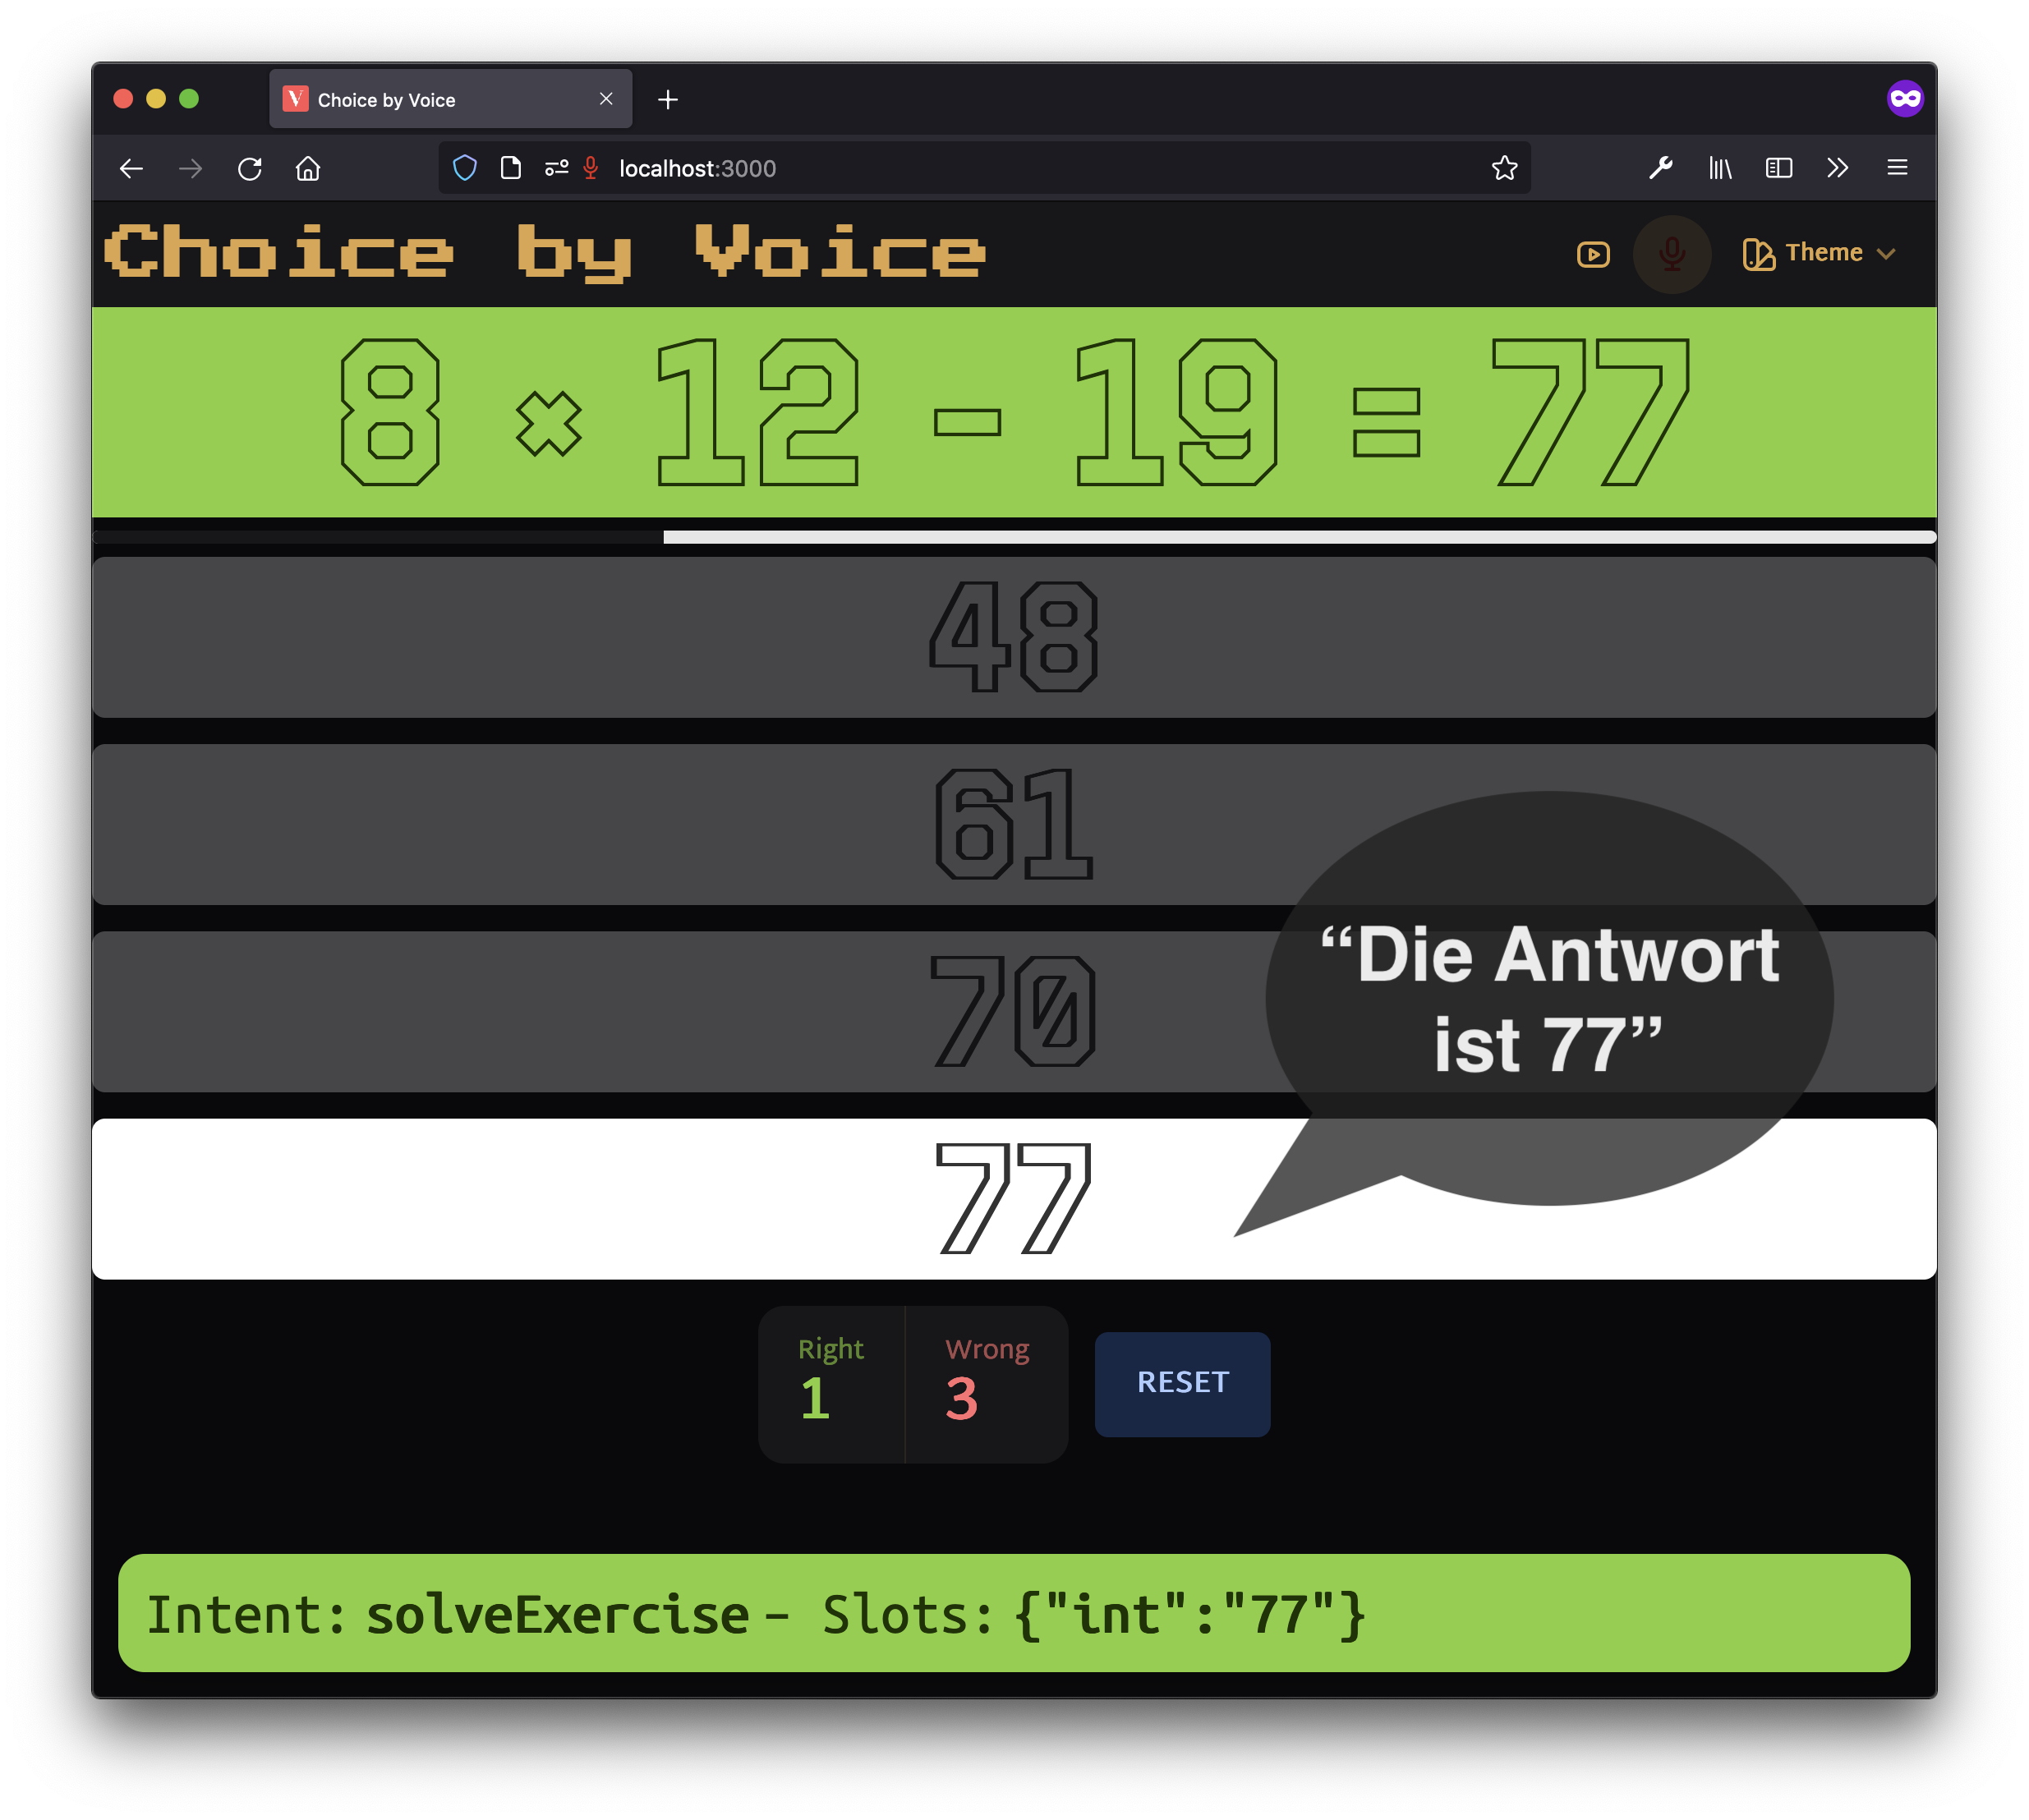 Choice by Voice
localhost:3000
Choice by Voice
Theme
8 × 12 - 19 = 77
48
61
70
“Die Antwort
ist 77”
77
Right
1
Wrong
3
RESET
Intent: solveExercise – Slots: {"int":"77"}